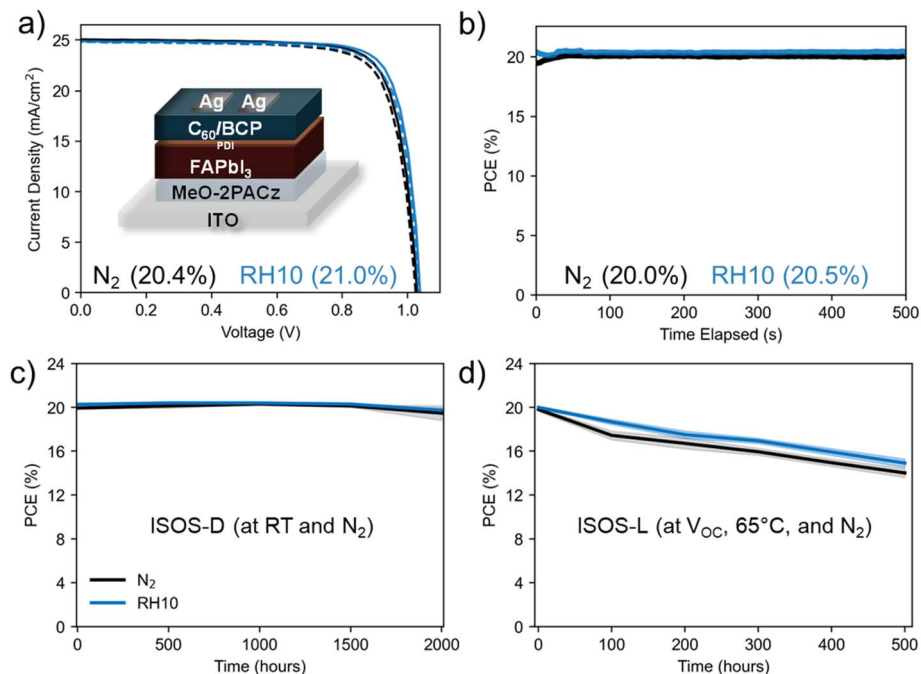 a)
Current Density (mA/cm²)
30
25
20
15
10
5
0
Ag Ag
C₆₀/BCP
PDI
FAPbI₃
MeO-2PACz
ITO
N₂ (20.4%) RH10 (21.0%)
0.0 0.2 0.4 0.6 0.8 1.0
Voltage (V)
b)
PCE (%)
20
15
10
5
0
N₂ (20.0%) RH10 (20.5%)
0 100 200 300 400 500
Time Elapsed (s)
c)
PCE (%)
24
20
16
12
8
4
0
ISOS-D (at RT and N₂)
N₂
RH10
0 500 1000 1500 2000
Time (hours)
d)
PCE (%)
24
20
16
12
8
4
0
ISOS-L (at V_OC, 65°C, and N₂)
0 100 200 300 400 500
Time (hours)